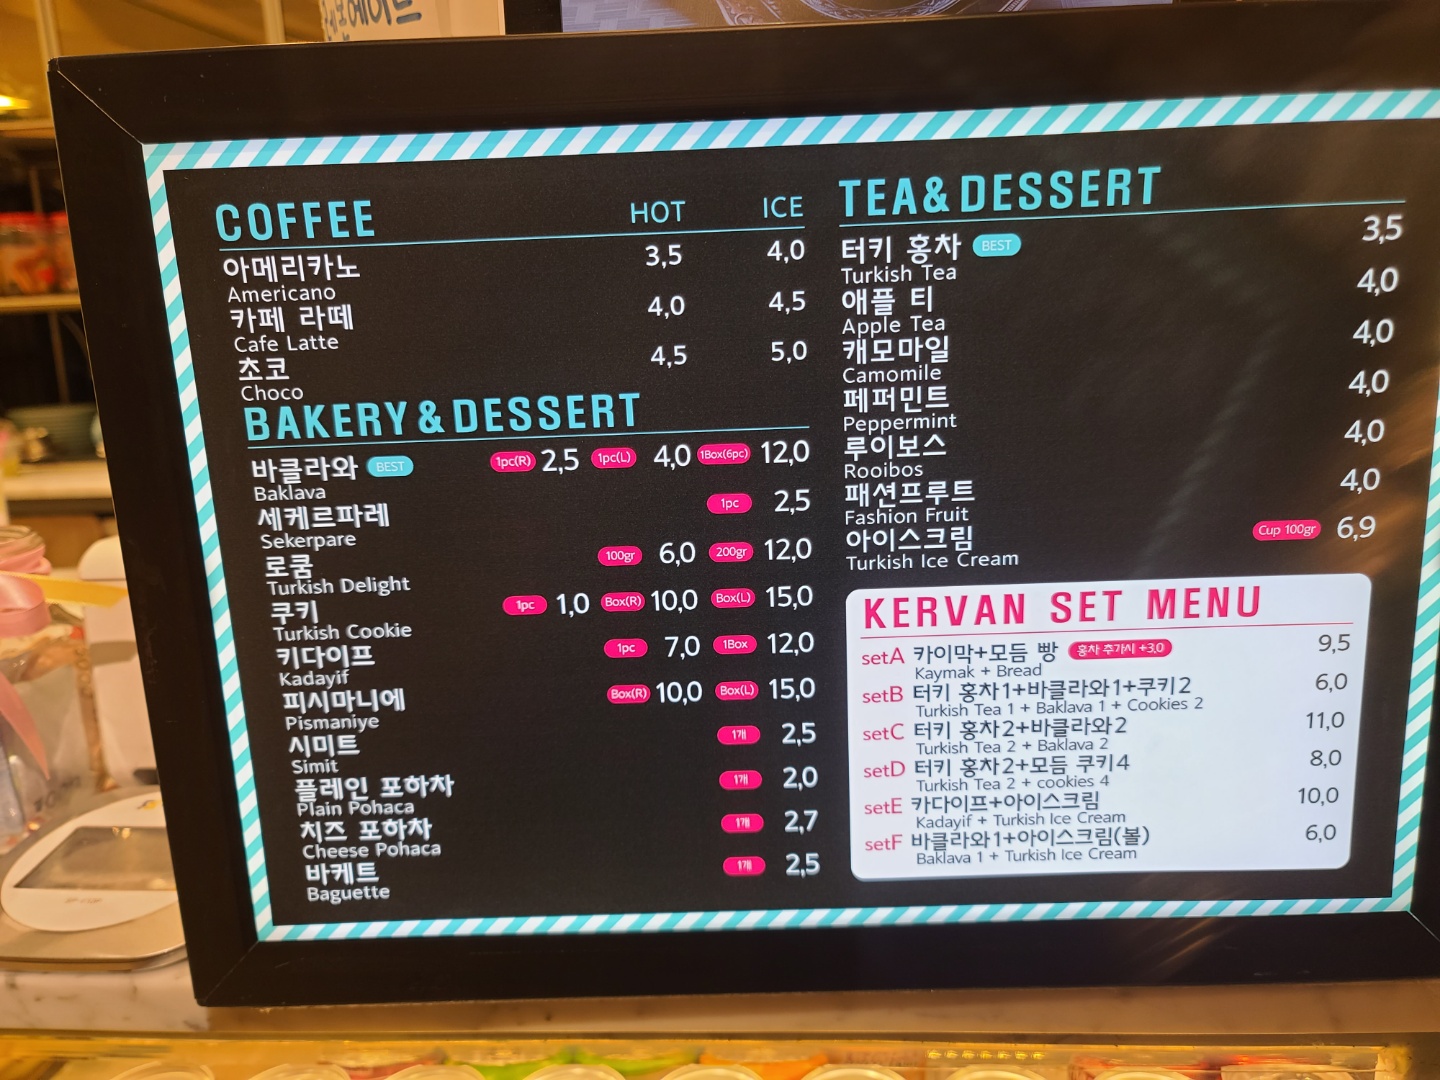 COFFEE HOT ICE
아메리카노 3,5 4,0
Americano
카페 라떼 4,0 4,5
Cafe Latte
초코 4,5 5,0
Choco
BAKERY & DESSERT
바클라와 BEST 1pc(R) 2,5 1pc(L) 4,0 1Box(6pc) 12,0
Baklava
세케르파레 1pc 2,5
Sekerpare
로쿰 100gr 6,0 200gr 12,0
Turkish Delight
쿠키 1pc 1,0 Box(R) 10,0 Box(L) 15,0
Turkish Cookie
키다이프 1pc 7,0 1Box 12,0
Kadayif
피시마니에 Box(R) 10,0 Box(L) 15,0
Pismaniye
시미트 1개 2,5
Simit
플레인 포하차 1개 2,0
Plain Pohaca
치즈 포하차 1개 2,7
Cheese Pohaca
바케트 1개 2,5
Baguette
TEA & DESSERT
터키 홍차 BEST 3,5
Turkish Tea
애플 티 4,0
Apple Tea
캐모마일 4,0
Camomile
페퍼민트 4,0
Peppermint
루이보스 4,0
Rooibos
패션프루트 4,0
Fashion Fruit
아이스크림 Cup 100gr 6,9
Turkish Ice Cream
KERVAN SET MENU
setA 카이막+모듬 빵 홍차 추가시 +3,0 9,5
Kaymak + Bread
setB 터키 홍차1+바클라와1+쿠키2 6,0
Turkish Tea 1 + Baklava 1 + Cookies 2
setC 터키 홍차2+바클라와2 11,0
Turkish Tea 2 + Baklava 2
setD 터키 홍차2+모듬 쿠키4 8,0
Turkish Tea 2 + cookies 4
setE 카다이프+아이스크림 10,0
Kadayif + Turkish Ice Cream
setF 바클라와1+아이스크림(볼) 6,0
Baklava 1 + Turkish Ice Cream